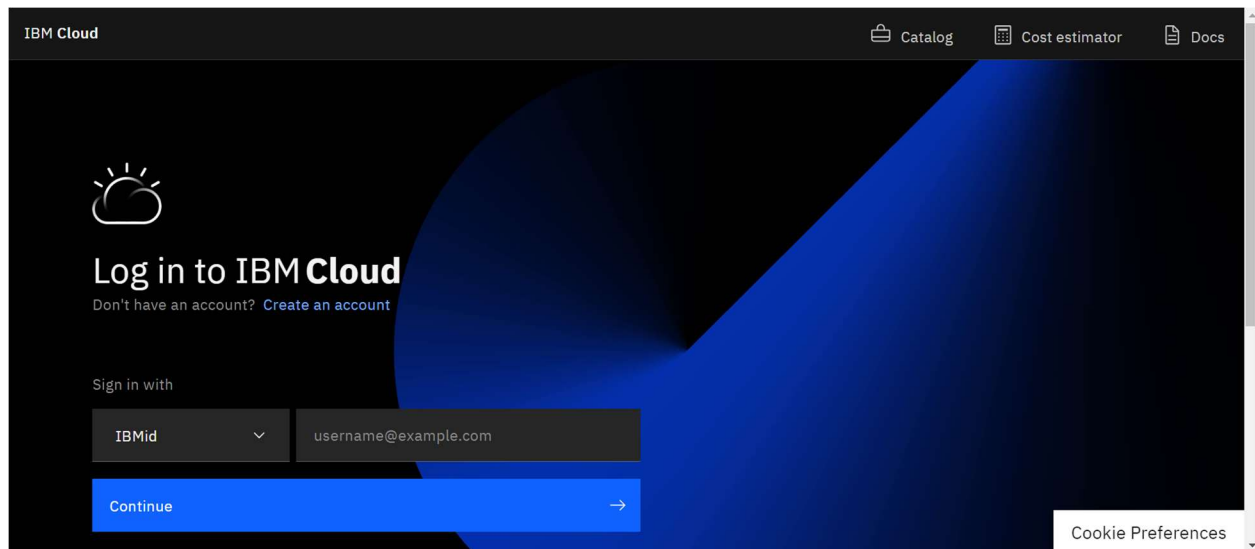 IBM Cloud
Catalog
Cost estimator
Docs
Log in to IBM Cloud
Don't have an account? Create an account
Sign in with
IBMid
username@example.com
Continue
Cookie Preferences